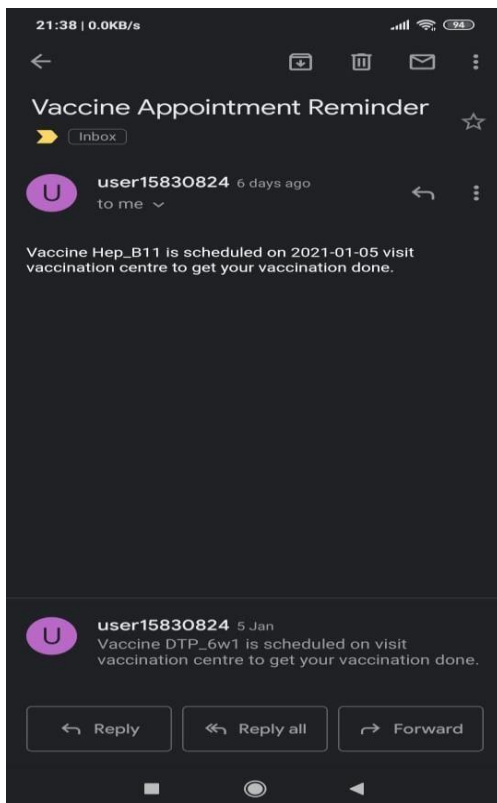 21:38 | 0.0KB/s 94
Vaccine Appointment Reminder
Inbox
U user15830824 6 days ago
to me
Vaccine Hep_B11 is scheduled on 2021-01-05 visit
vaccination centre to get your vaccination done.
U user15830824 5 Jan
Vaccine DTP_6w1 is scheduled on visit
vaccination centre to get your vaccination done.
Reply Reply all Forward